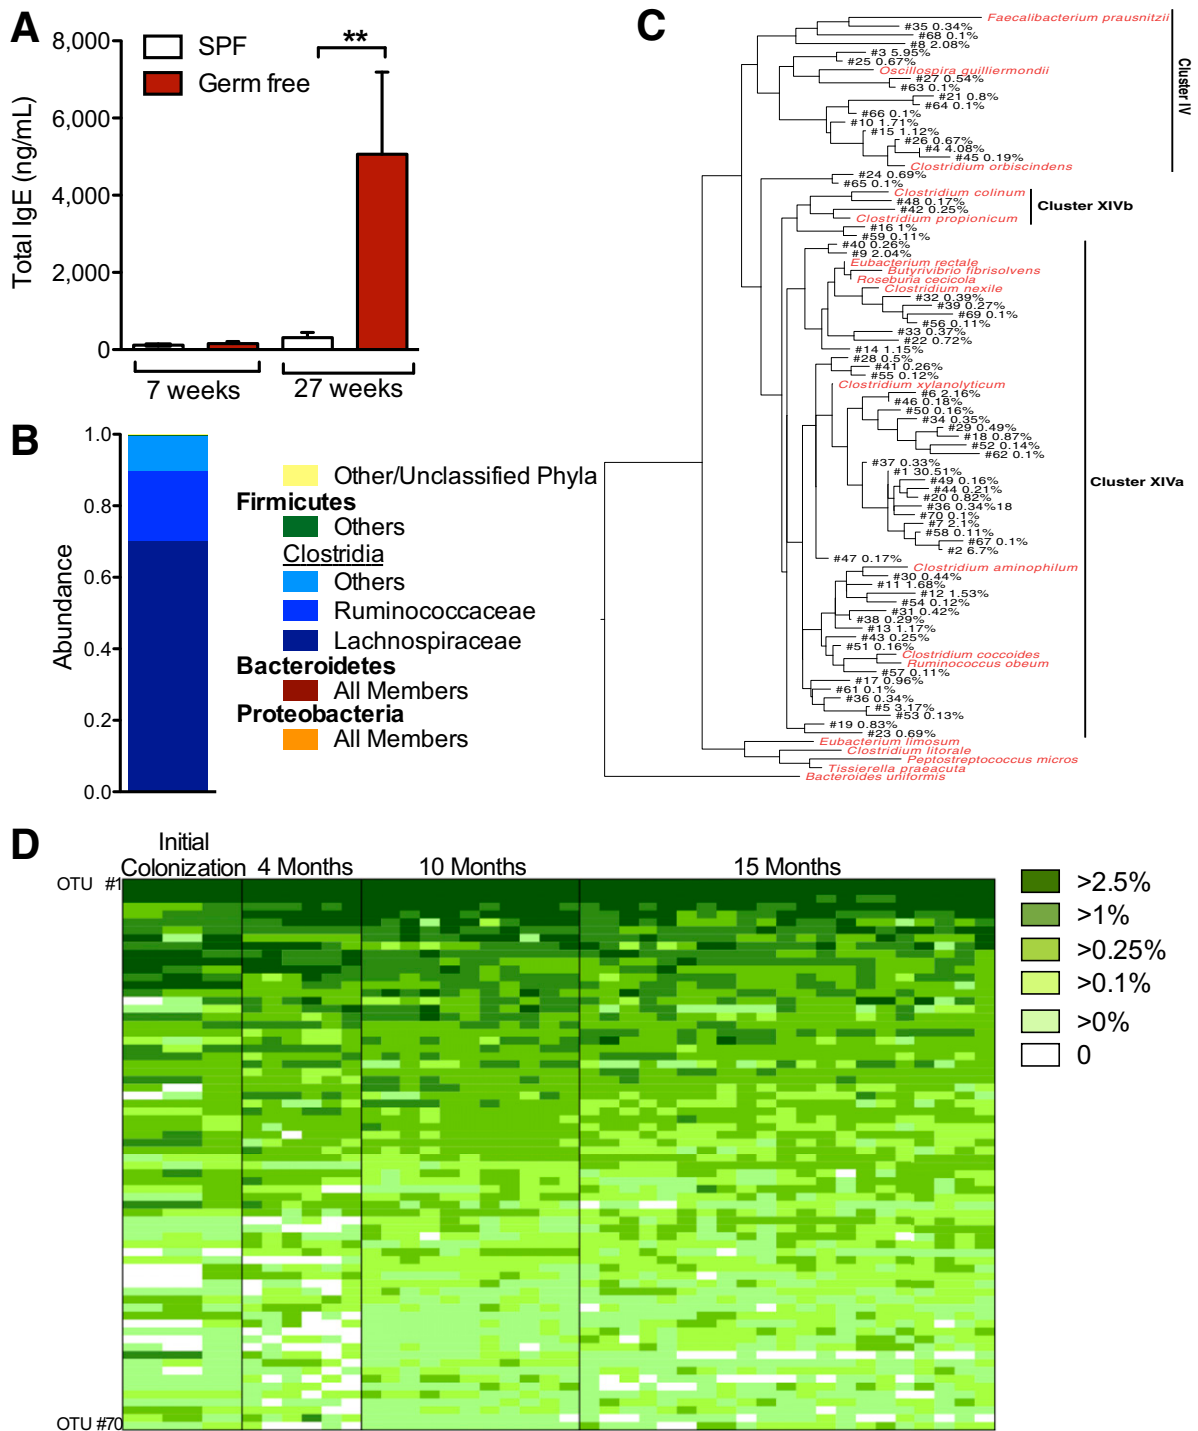 A
8,000
6,000
4,000
2,000
0
Total IgE (ng/mL)
SPF
Germ free
**
7 weeks
27 weeks
B
1.0
0.8
0.6
0.4
0.2
0.0
Abundance
Other/Unclassified Phyla
Firmicutes
Others
Clostridia
Others
Ruminococcaceae
Lachnospiraceae
Bacteroidetes
All Members
Proteobacteria
All Members
C
Faecalibacterium prausnitzii
#35 0.34%
#68 0.1%
#8 2.08%
#3 5.95%
#25 0.67%
Oscillospira guilliermondii
#27 0.54%
#63 0.1%
#21 0.8%
#64 0.1%
#66 0.1%
#10 1.71%
#15 1.12%
#26 0.67%
#4 4.08%
#45 0.19%
Clostridium orbiscindens
#24 0.69%
#65 0.1%
Clostridium colinum
#48 0.17%
#42 0.25%
Clostridium propionicum
#16 1%
#59 0.11%
#40 0.26%
#9 2.04%
Eubacterium rectale
Butyrivibrio fibrisolvens
Roseburia cecicola
Clostridium nexile
#32 0.39%
#39 0.27%
#69 0.1%
#56 0.11%
#33 0.37%
#22 0.72%
#14 1.15%
#28 0.5%
#41 0.26%
#55 0.12%
Clostridium xylanolyticum
#6 2.16%
#46 0.18%
#50 0.16%
#34 0.35%
#29 0.49%
#18 0.87%
#52 0.14%
#62 0.1%
#37 0.33%
#1 30.51%
#49 0.16%
#44 0.21%
#20 0.82%
#36 0.34%18
#70 0.1%
#7 2.1%
#58 0.11%
#67 0.1%
#2 6.7%
#47 0.17%
Clostridium aminophilum
#30 0.44%
#11 1.68%
#12 1.53%
#54 0.12%
#31 0.42%
#38 0.29%
#13 1.17%
#43 0.25%
#51 0.16%
Clostridium coccoides
Ruminococcus obeum
#57 0.11%
#17 0.96%
#61 0.1%
#36 0.34%
#5 3.17%
#53 0.13%
#19 0.83%
#23 0.69%
Eubacterium limosum
Clostridium litorale
Peptostreptococcus micros
Tissierella praeacuta
Bacteroides uniformis
Cluster IV
Cluster XIVb
Cluster XIVa
D
Initial
Colonization
4 Months
10 Months
15 Months
OTU #1
OTU #70
>2.5%
>1%
>0.25%
>0.1%
>0%
0